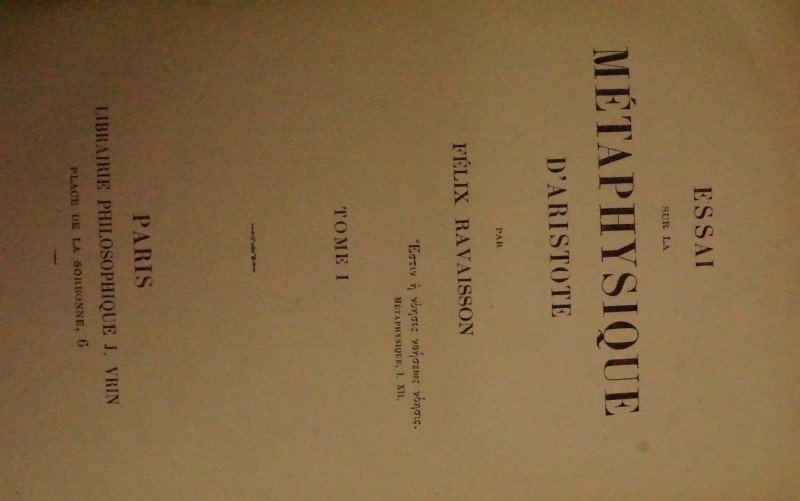 ESSAI
SUR LA
MÉTAPHYSIQUE
D'ARISTOTE
PAR
FÉLIX RAVAISSON
Ἔστιν ἡ νόησις νοήσεως νόησις.
MÉTAPHYSIQUE, l. XII.
TOME I
PARIS
LIBRAIRIE PHILOSOPHIQUE J. VRIN
PLACE DE LA SORBONNE, 6